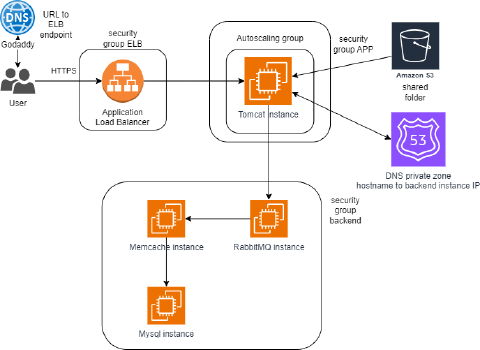 DNS
URL to
ELB
endpoint
Godaddy
HTTPS
User
security
group ELB
Application
Load Balancer
Autoscaling group
Tomcat instance
security
group APP
Amazon S3
shared
folder
53
DNS private zone
hostname to backend instance IP
security
group
backend
Memcache instance
RabbitMQ instance
Mysql instance